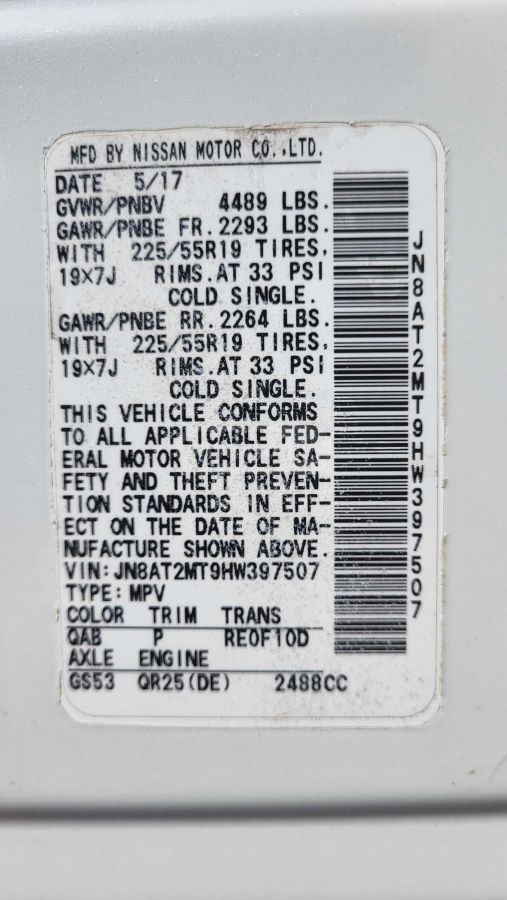 MFD BY NISSAN MOTOR CO.,LTD.
DATE 5/17
GVWR/PNBV 4489 LBS.
GAWR/PNBE FR. 2293 LBS.
WITH 225/55R19 TIRES,
19×7J RIMS.AT 33 PSI
COLD SINGLE.
GAWR/PNBE RR. 2264 LBS.
WITH 225/55R19 TIRES,
19×7J RIMS.AT 33 PSI
COLD SINGLE.
THIS VEHICLE CONFORMS
TO ALL APPLICABLE FED-
ERAL MOTOR VEHICLE SA-
FETY AND THEFT PREVEN-
TION STANDARDS IN EFF-
ECT ON THE DATE OF MA-
NUFACTURE SHOWN ABOVE.
VIN:JN8AT2MT9HW397507
TYPE:MPV
COLOR TRIM TRANS
QAB P RE0F10D
AXLE ENGINE
GS53 QR25(DE) 2488CC
JN8AT2MT9HW397507